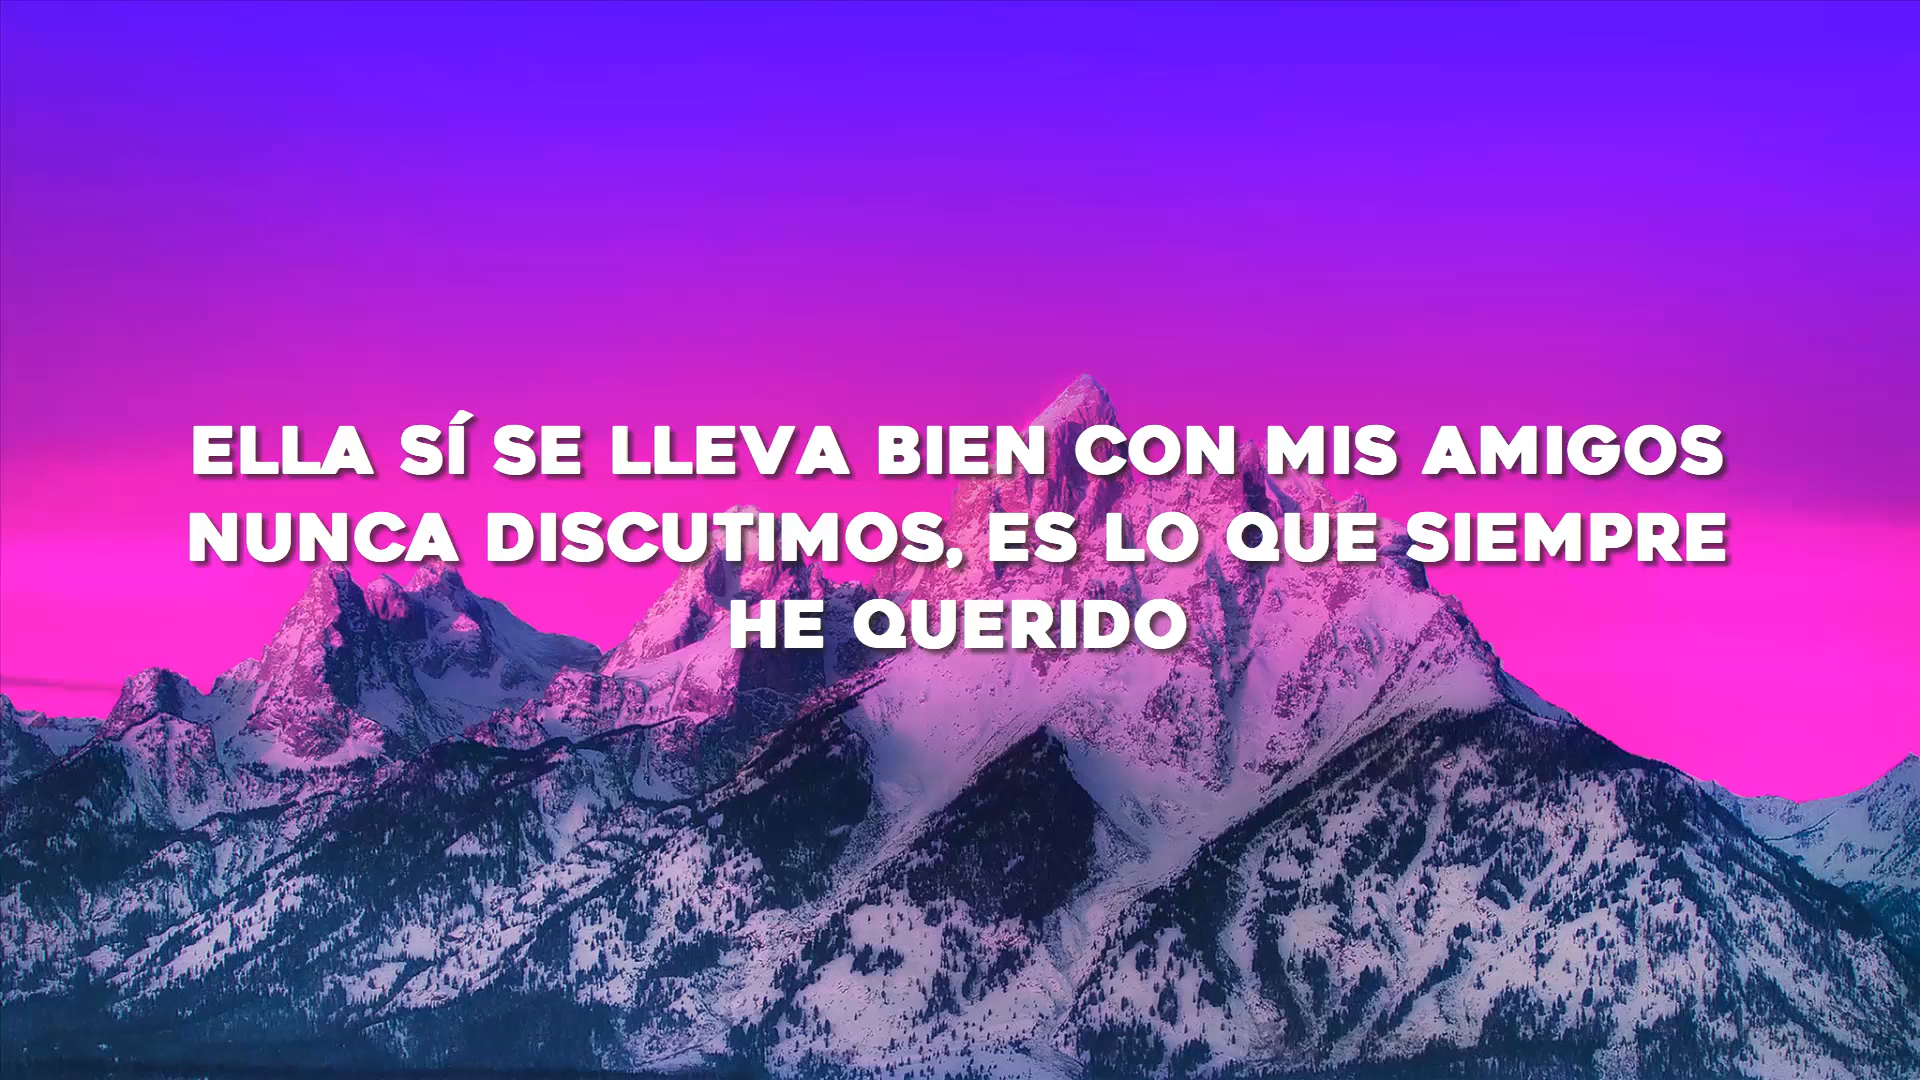 ELLA SÍ SE LLEVA BIEN CON MIS AMIGOS
NUNCA DISCUTIMOS, ES LO QUE SIEMPRE
HE QUERIDO